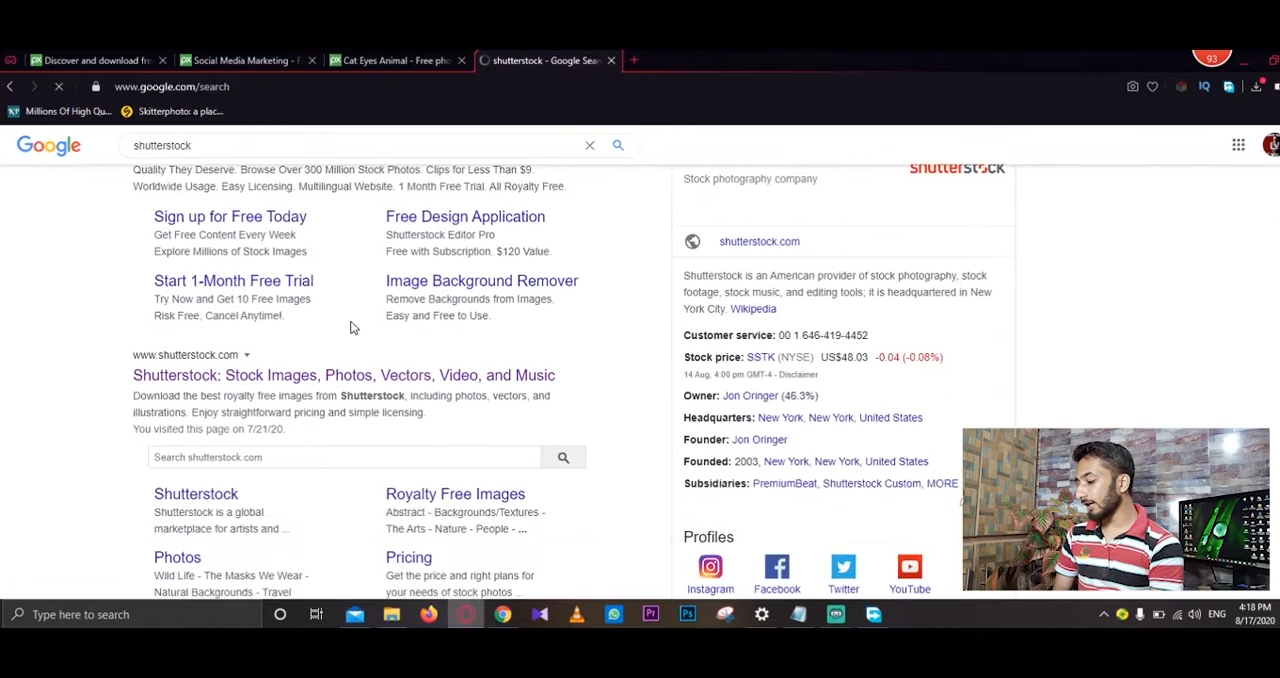 Discover and download fre
Social Media Marketing - F
Cat Eyes Animal - Free pho
shutterstock - Google Sear
93
www.google.com/search
IQ
Millions Of High Qu...
Skitterphoto: a plac...
Google
shutterstock
Quality They Deserve. Browse Over 300 Million Stock Photos. Clips for Less Than $9.
Worldwide Usage. Easy Licensing. Multilingual Website. 1 Month Free Trial. All Royalty Free.
Sign up for Free Today
Get Free Content Every Week
Explore Millions of Stock Images
Free Design Application
Shutterstock Editor Pro
Free with Subscription. $120 Value.
Start 1-Month Free Trial
Try Now and Get 10 Free Images
Risk Free, Cancel Anytime!.
Image Background Remover
Remove Backgrounds from Images.
Easy and Free to Use.
www.shutterstock.com
Shutterstock: Stock Images, Photos, Vectors, Video, and Music
Download the best royalty free images from Shutterstock, including photos, vectors, and
illustrations. Enjoy straightforward pricing and simple licensing.
You visited this page on 7/21/20.
Search shutterstock.com
Shutterstock
Shutterstock is a global
marketplace for artists and ...
Royalty Free Images
Abstract - Backgrounds/Textures -
The Arts - Nature - People - ...
Photos
Wild Life - The Masks We Wear -
Natural Backgrounds - Travel
Pricing
Get the price and right plans for
your needs of stock photos ...
shutterstock
Stock photography company
shutterstock.com
Shutterstock is an American provider of stock photography, stock
footage, stock music, and editing tools; it is headquartered in New
York City. Wikipedia
Customer service: 00 1 646-419-4452
Stock price: SSTK (NYSE) US$48.03 -0.04 (-0.08%)
14 Aug, 4:00 pm GMT-4 - Disclaimer
Owner: Jon Oringer (46.3%)
Headquarters: New York, New York, United States
Founder: Jon Oringer
Founded: 2003, New York, New York, United States
Subsidiaries: PremiumBeat, Shutterstock Custom, MORE
Profiles
Instagram
Facebook
Twitter
YouTube
Type here to search
Pr
Ps
ENG
4:18 PM
8/17/2020